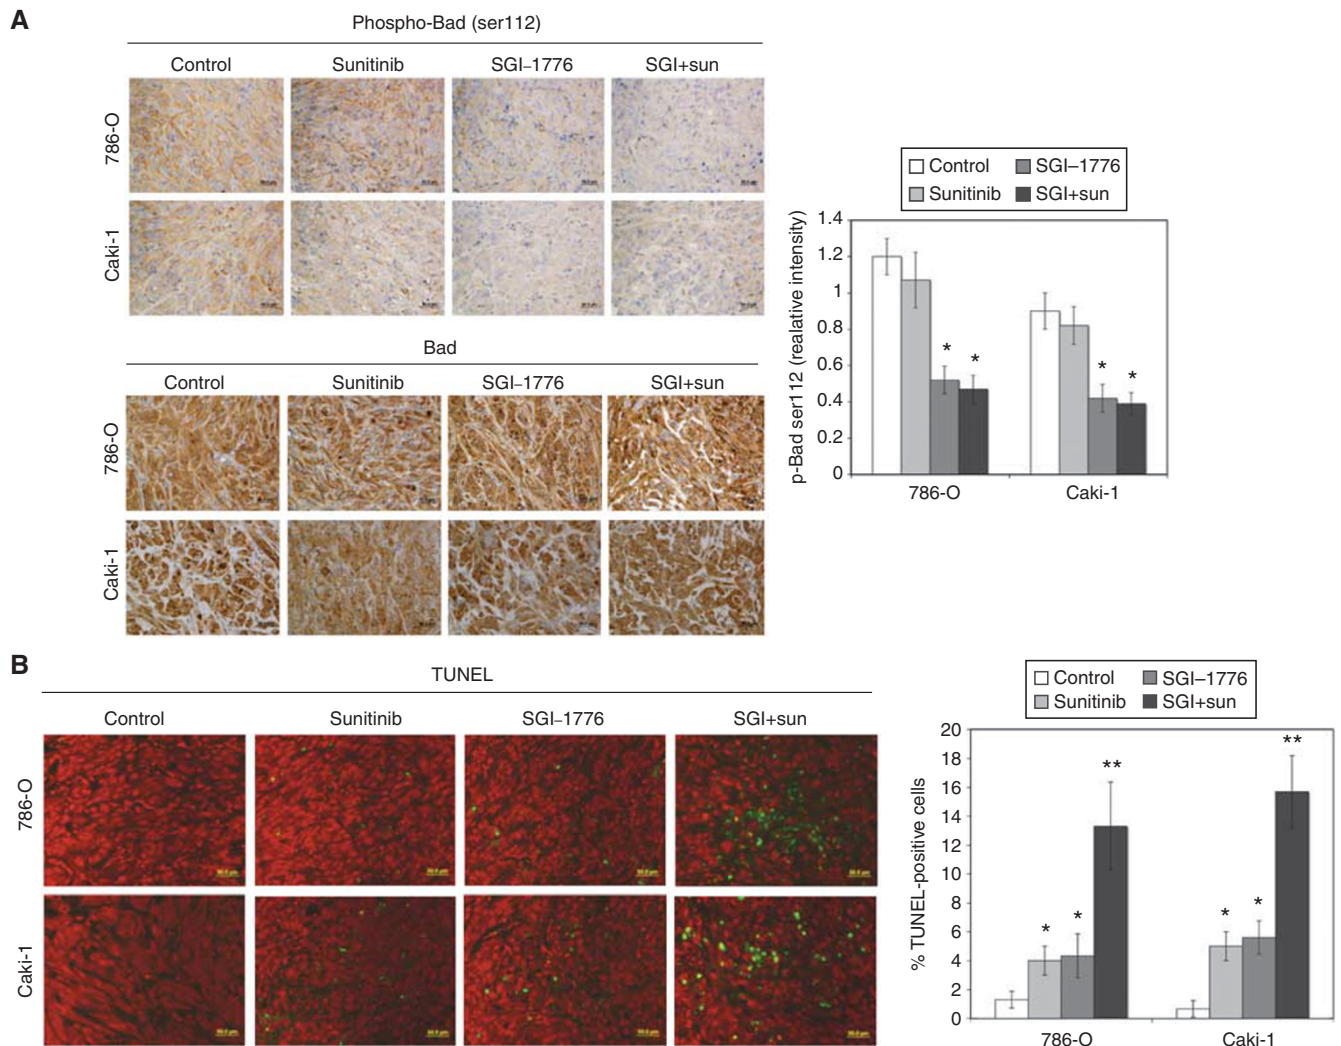 A
Phospho-Bad (ser112)
Control Sunitinib SGI–1776 SGI+sun
786-O
Caki-1
Bad
Control Sunitinib SGI–1776 SGI+sun
786-O
Caki-1
Control SGI–1776
Sunitinib SGI+sun
p-Bad ser112 (realative intensity)
1.4
1.2
1
0.8
0.6
0.4
0.2
0
* * * *
786-O Caki-1
B
TUNEL
Control Sunitinib SGI–1776 SGI+sun
786-O
Caki-1
Control SGI–1776
Sunitinib SGI+sun
% TUNEL-positive cells
20
18
16
14
12
10
8
6
4
2
0
* * ** * * **
786-O Caki-1